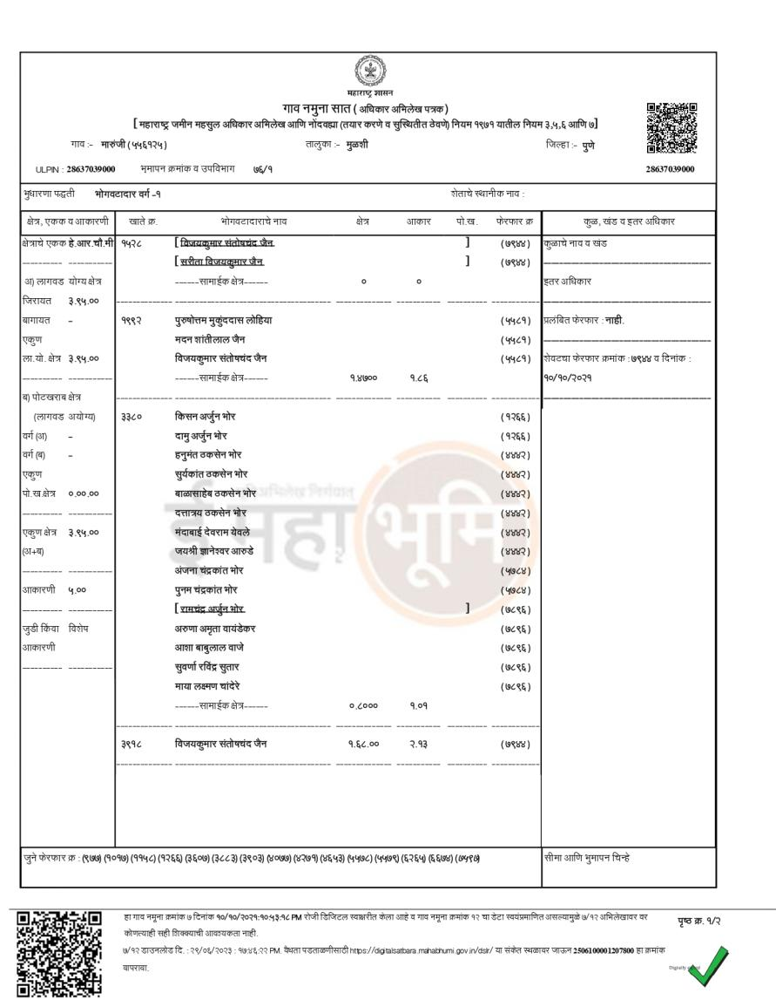 महाराष्ट्र शासन
गाव नमुना सात ( अधिकार अभिलेख पत्रक )
[ महाराष्ट्र जमीन महसुल अधिकार अभिलेख आणि नोंदवह्या (तयार करणे व सुस्थितीत ठेवणे) नियम १९७१ यातील नियम ३,५,६ आणि ७]
गाव :- मारुंजी ( ५५६१२५ ) तालुका :- मुळशी जिल्हा :- पुणे
ULPIN : 28637039000 भुमापन क्रमांक व उपविभाग ७६/१ 28637039000
भुधारणा पद्धती भोगवटादार वर्ग -१ शेताचे स्थानीक नाव :
क्षेत्र, एकक व आकारणी खाते क्र. भोगवटादाराचे नाव क्षेत्र आकार पो.ख. फेरफार क्र कुळ, खंड व इतर अधिकार
क्षेत्राचे एकक हे.आर.चौ.मी १५२८ [ विजयकुमार संतोषचंद जैन ] (७९४४) कुळाचे नाव व खंड
[ सरीता विजयकुमार जैन ] (७९४४)
अ) लागवड योग्य क्षेत्र ------सामाईक क्षेत्र------ ० ० इतर अधिकार
जिरायत ३.९५.००
बागायत - १९९२ पुरुषोत्तम मुकुंददास लोहिया (५५८१) प्रलंबित फेरफार : नाही.
एकुण मदन शांतीलाल जैन (५५८१)
ला.यो. क्षेत्र ३.९५.०० विजयकुमार संतोषचंद जैन (५५८१) शेवटचा फेरफार क्रमांक : ७९४४ व दिनांक :
------सामाईक क्षेत्र------ १.४७०० १.८६ १०/१०/२०२१
ब) पोटखराब क्षेत्र
(लागवड अयोग्य) ३३८० किसन अर्जुन भोर (१२६६)
वर्ग (अ) - दामु अर्जुन भोर (१२६६)
वर्ग (ब) - हनुमंत ठकसेन भोर (४४४२)
एकुण सुर्यकांत ठकसेन भोर (४४४२)
पो.ख.क्षेत्र ०.००.०० बाळासाहेब ठकसेन भोर (४४४२)
दत्तात्रय ठकसेन भोर (४४४२)
एकुण क्षेत्र ३.९५.०० मंदाबाई देवराम येवले (४४४२)
(अ+ब) जयश्री ज्ञानेश्वर आरुडे (४४४२)
अंजना चंद्रकांत भोर (५७८४)
आकारणी ५.०० पुनम चंद्रकांत भोर (५७८४)
[ रामचंद्र अर्जुन भोर ] (७८९६)
जुडी किंवा विशेष अरुणा अमृता वायंडेकर (७८९६)
आकारणी आशा बाबुलाल वाजे (७८९६)
सुवर्णा रविंद्र सुतार (७८९६)
माया लक्ष्मण चांदेरे (७८९६)
------सामाईक क्षेत्र------ ०.८००० १.०१
३९१८ विजयकुमार संतोषचंद जैन १.६८.०० २.१३ (७९४४)
ई महाभूमि
जुने फेरफार क्र : (९७७) (१०१७) (११५८) (१२६६) (३६०७) (३८८३) (३९०३) (४०७७) (४२७१) (४६५३) (५५७८) (५५७९) (६२६५) (६६७४) (७५९७) सीमा आणि भुमापन चिन्हे
हा गाव नमूना क्रमांक ७ दिनांक १०/१०/२०२१:१०:५३:१८ PM रोजी डिजिटल स्वाक्षरीत केला आहे व गाव नमूना क्रमांक १२ चा डेटा स्वयंप्रमाणित असल्यामुळे ७/१२ अभिलेखावर वर पृष्ठ क्र. १/२
कोणत्याही सही शिक्क्याची आवश्यकता नाही.
७/१२ डाउनलोड दि. : २९/०६/२०२३ : १७:४६:२२ PM. वैधता पडताळणीसाठी https://digitalsatbara.mahabhumi.gov.in/dslr/ या संकेत स्थळावर जाऊन 2506100001207800 हा क्रमांक
वापरावा.